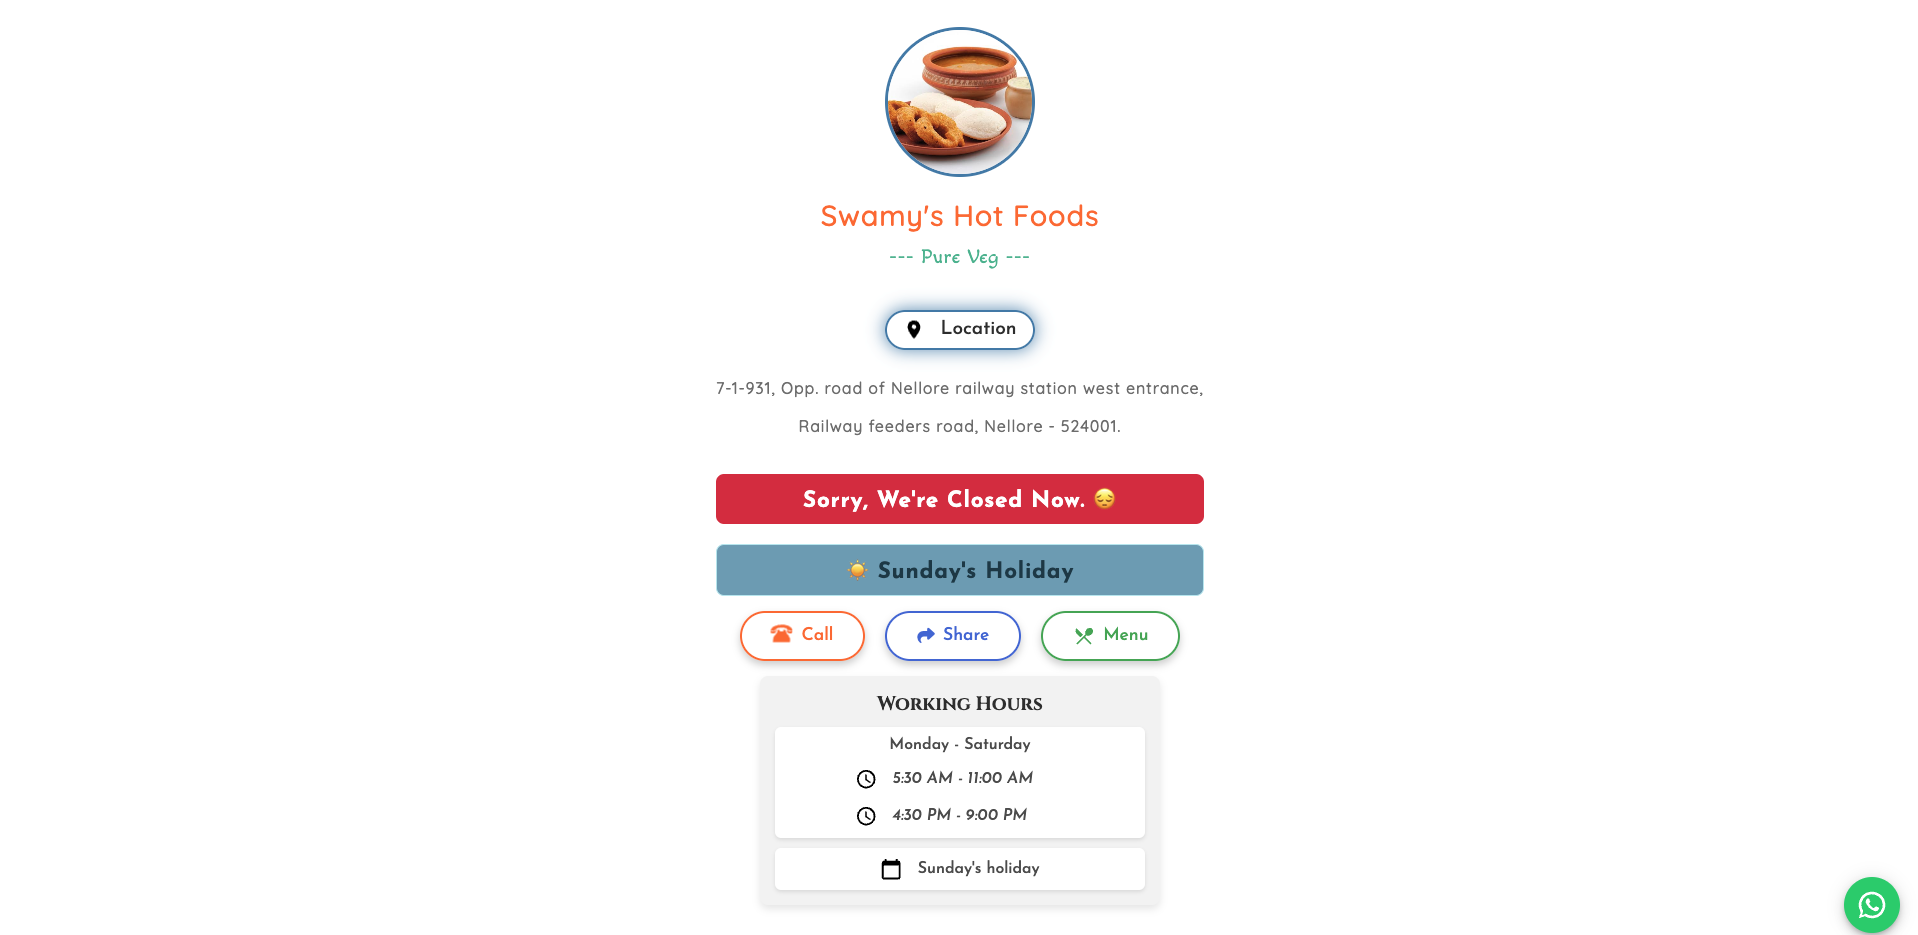 Swamy's Hot Foods
--- Pure Veg ---
Location
7-1-931, Opp. road of Nellore railway station west entrance,
Railway feeders road, Nellore - 524001.
Sorry, We're Closed Now. 😔
☀️ Sunday's Holiday
Call
Share
Menu
Working Hours
Monday - Saturday
5:30 AM - 11:00 AM
4:30 PM - 9:00 PM
Sunday's holiday